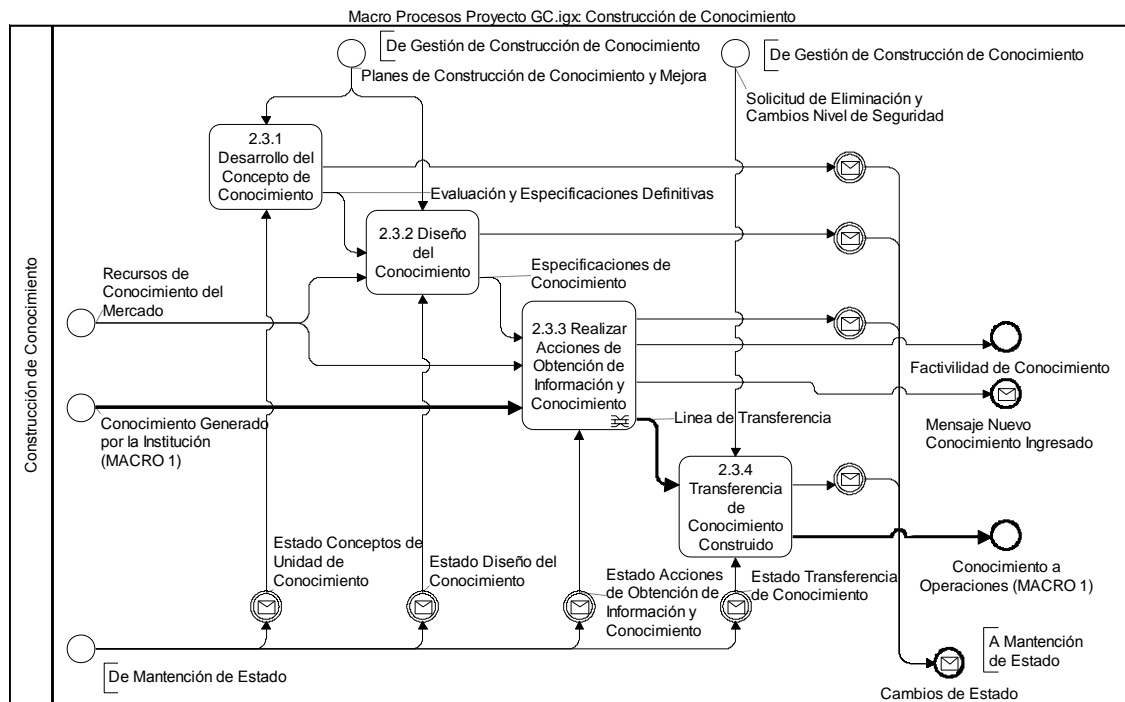 Macro Procesos Proyecto GC.igx: Construcción de Conocimiento
Construcción de Conocimiento
De Gestión de Construcción de Conocimiento
Planes de Construcción de Conocimiento y Mejora
De Gestión de Construcción de Conocimiento
Solicitud de Eliminación y
Cambios Nivel de Seguridad
2.3.1
Desarrollo del
Concepto de
Conocimiento
Evaluación y Especificaciones Definitivas
2.3.2 Diseño
del
Conocimiento
Especificaciones de
Conocimiento
Recursos de
Conocimiento del
Mercado
2.3.3 Realizar
Acciones de
Obtención de
Información y
Conocimiento
Factivilidad de Conocimiento
Conocimiento Generado
por la Institución
(MACRO 1)
Linea de Transferencia
Mensaje Nuevo
Conocimiento Ingresado
2.3.4
Transferencia
de
Conocimiento
Construido
Conocimiento a
Operaciones (MACRO 1)
Estado Conceptos de
Unidad de
Conocimiento
Estado Diseño del
Conocimiento
Estado Acciones
de Obtención de
Información y
Conocimiento
Estado Transferencia
de Conocimiento
De Mantención de Estado
A Mantención
de Estado
Cambios de Estado